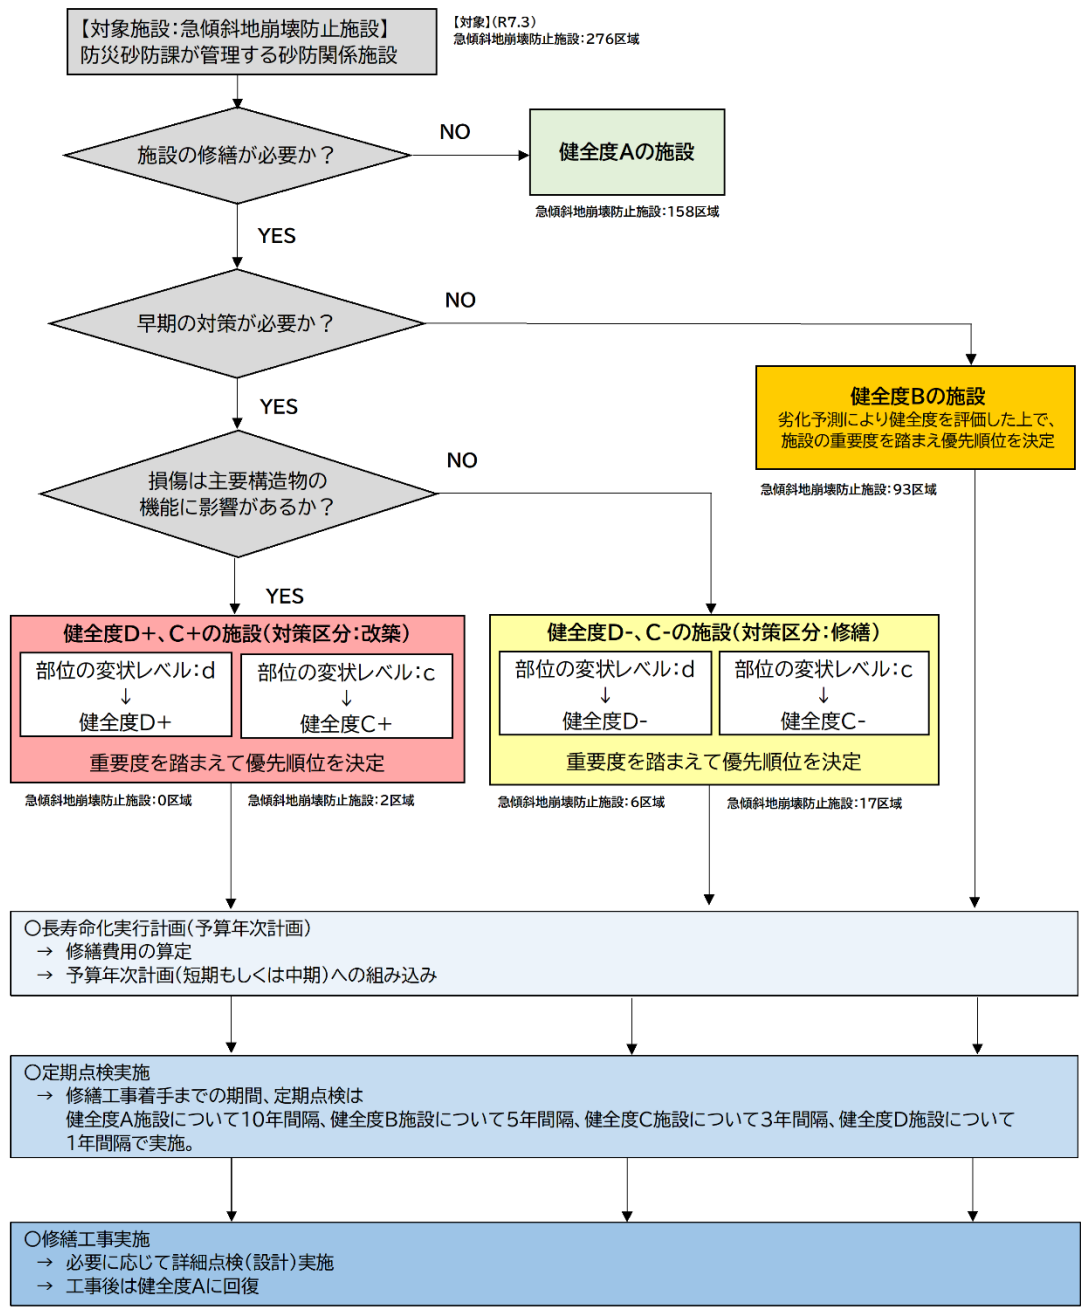 【対象施設：急傾斜地崩壊防止施設】
防災砂防課が管理する砂防関係施設
【対象】(R7.3)
急傾斜地崩壊防止施設：276区域
施設の修繕が必要か？
NO
健全度Aの施設
急傾斜地崩壊防止施設：158区域
YES
早期の対策が必要か？
NO
健全度Bの施設
劣化予測により健全度を評価した上で、
施設の重要度を踏まえ優先順位を決定
急傾斜地崩壊防止施設：93区域
YES
損傷は主要構造物の
機能に影響があるか？
NO
YES
健全度D+、C+の施設(対策区分：改築)
部位の変状レベル：d
↓
健全度D+
部位の変状レベル：c
↓
健全度C+
重要度を踏まえて優先順位を決定
急傾斜地崩壊防止施設：0区域
急傾斜地崩壊防止施設：2区域
健全度D-、C-の施設(対策区分：修繕)
部位の変状レベル：d
↓
健全度D-
部位の変状レベル：c
↓
健全度C-
重要度を踏まえて優先順位を決定
急傾斜地崩壊防止施設：6区域
急傾斜地崩壊防止施設：17区域
○長寿命化実行計画(予算年次計画)
→ 修繕費用の算定
→ 予算年次計画(短期もしくは中期)への組み込み
○定期点検実施
→ 修繕工事着手までの期間、定期点検は
健全度A施設について10年間隔、健全度B施設について5年間隔、健全度C施設について3年間隔、健全度D施設について
1年間隔で実施。
○修繕工事実施
→ 必要に応じて詳細点検(設計)実施
→ 工事後は健全度Aに回復